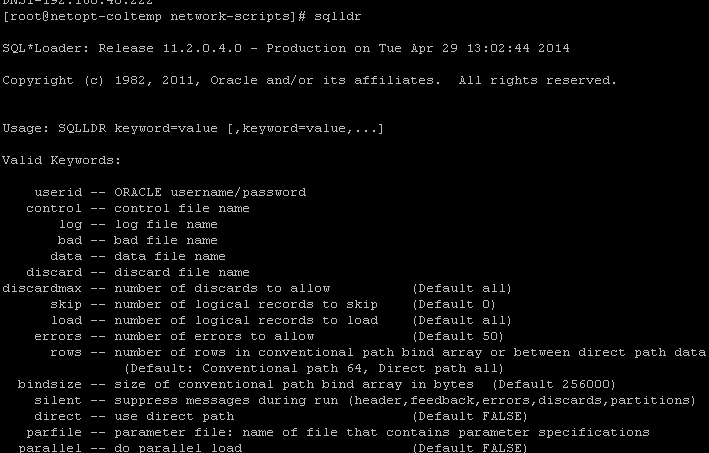 DNS1=192.168.48.222
[root@netopt-coltemp network-scripts]# sqlldr
SQL*Loader: Release 11.2.0.4.0 - Production on Tue Apr 29 13:02:44 2014
Copyright (c) 1982, 2011, Oracle and/or its affiliates.  All rights reserved.
Usage: SQLLDR keyword=value [,keyword=value,...]
Valid Keywords:
userid -- ORACLE username/password
control -- control file name
log -- log file name
bad -- bad file name
data -- data file name
discard -- discard file name
discardmax -- number of discards to allow          (Default all)
skip -- number of logical records to skip    (Default 0)
load -- number of logical records to load    (Default all)
errors -- number of errors to allow            (Default 50)
rows -- number of rows in conventional path bind array or between direct path data
(Default: Conventional path 64, Direct path all)
bindsize -- size of conventional path bind array in bytes  (Default 256000)
silent -- suppress messages during run (header,feedback,errors,discards,partitions)
direct -- use direct path                      (Default FALSE)
parfile -- parameter file: name of file that contains parameter specifications
parallel -- do parallel load                     (Default FALSE)